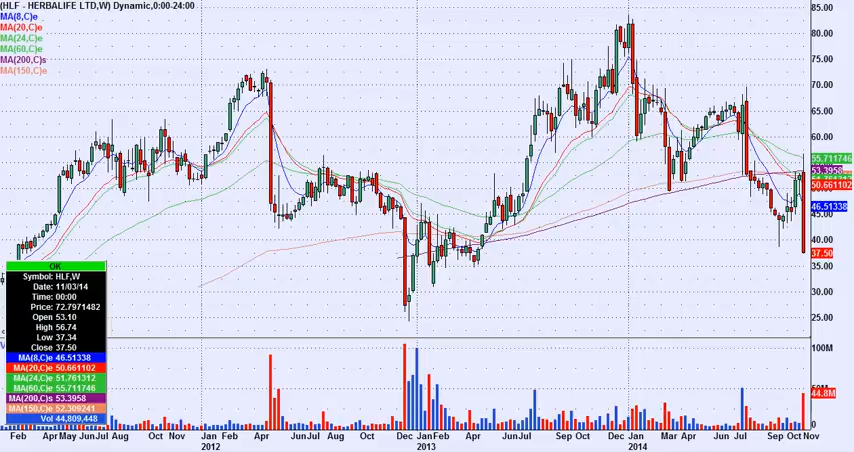 (HLF - HERBALIFE LTD,W) Dynamic,0:00-24:00
MA(8,C)e
MA(20,C)e
MA(24,C)e
MA(60,C)e
MA(200,C)s
MA(150,C)e
85.00
80.00
75.00
70.00
65.00
60.00
55.711746
53.3958
50.661102
46.51338
45.00
40.00
37.50
35.00
30.00
25.00
OK
Symbol: HLF,W
Date: 11/03/14
Time: 00:00
Price: 72.7971482
Open 53.10
High 56.74
Low 37.34
Close 37.50
MA(8,C)e 46.51338
MA(20,C)e 50.661102
MA(24,C)e 51.761312
MA(60,C)e 55.711746
MA(200,C)s 53.3958
MA(150,C)e 52.309241
Vol 44,809,448
100M
44.8M
0
Feb Apr May Jun Jul Aug Oct Nov Jan Feb Apr Jun Jul Aug Oct Dec Jan Feb Apr Jun Jul Sep Oct Dec Jan Mar Apr Jun Jul Sep Oct Nov
2012 2013 2014